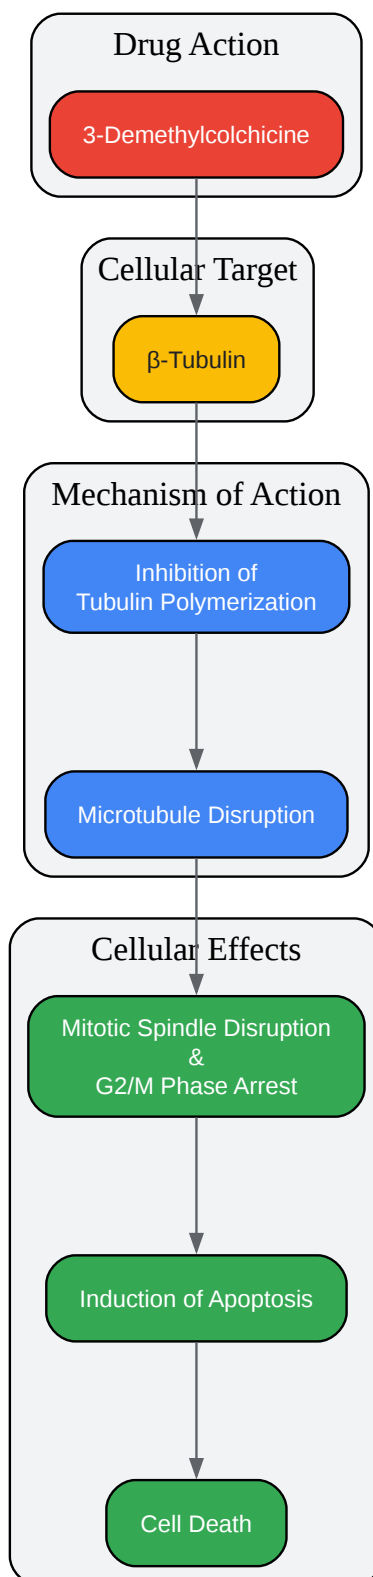 Drug Action
3-Demethylcolchicine
Cellular Target
β-Tubulin
Mechanism of Action
Inhibition of
Tubulin Polymerization
Microtubule Disruption
Cellular Effects
Mitotic Spindle Disruption
&
G2/M Phase Arrest
Induction of Apoptosis
Cell Death